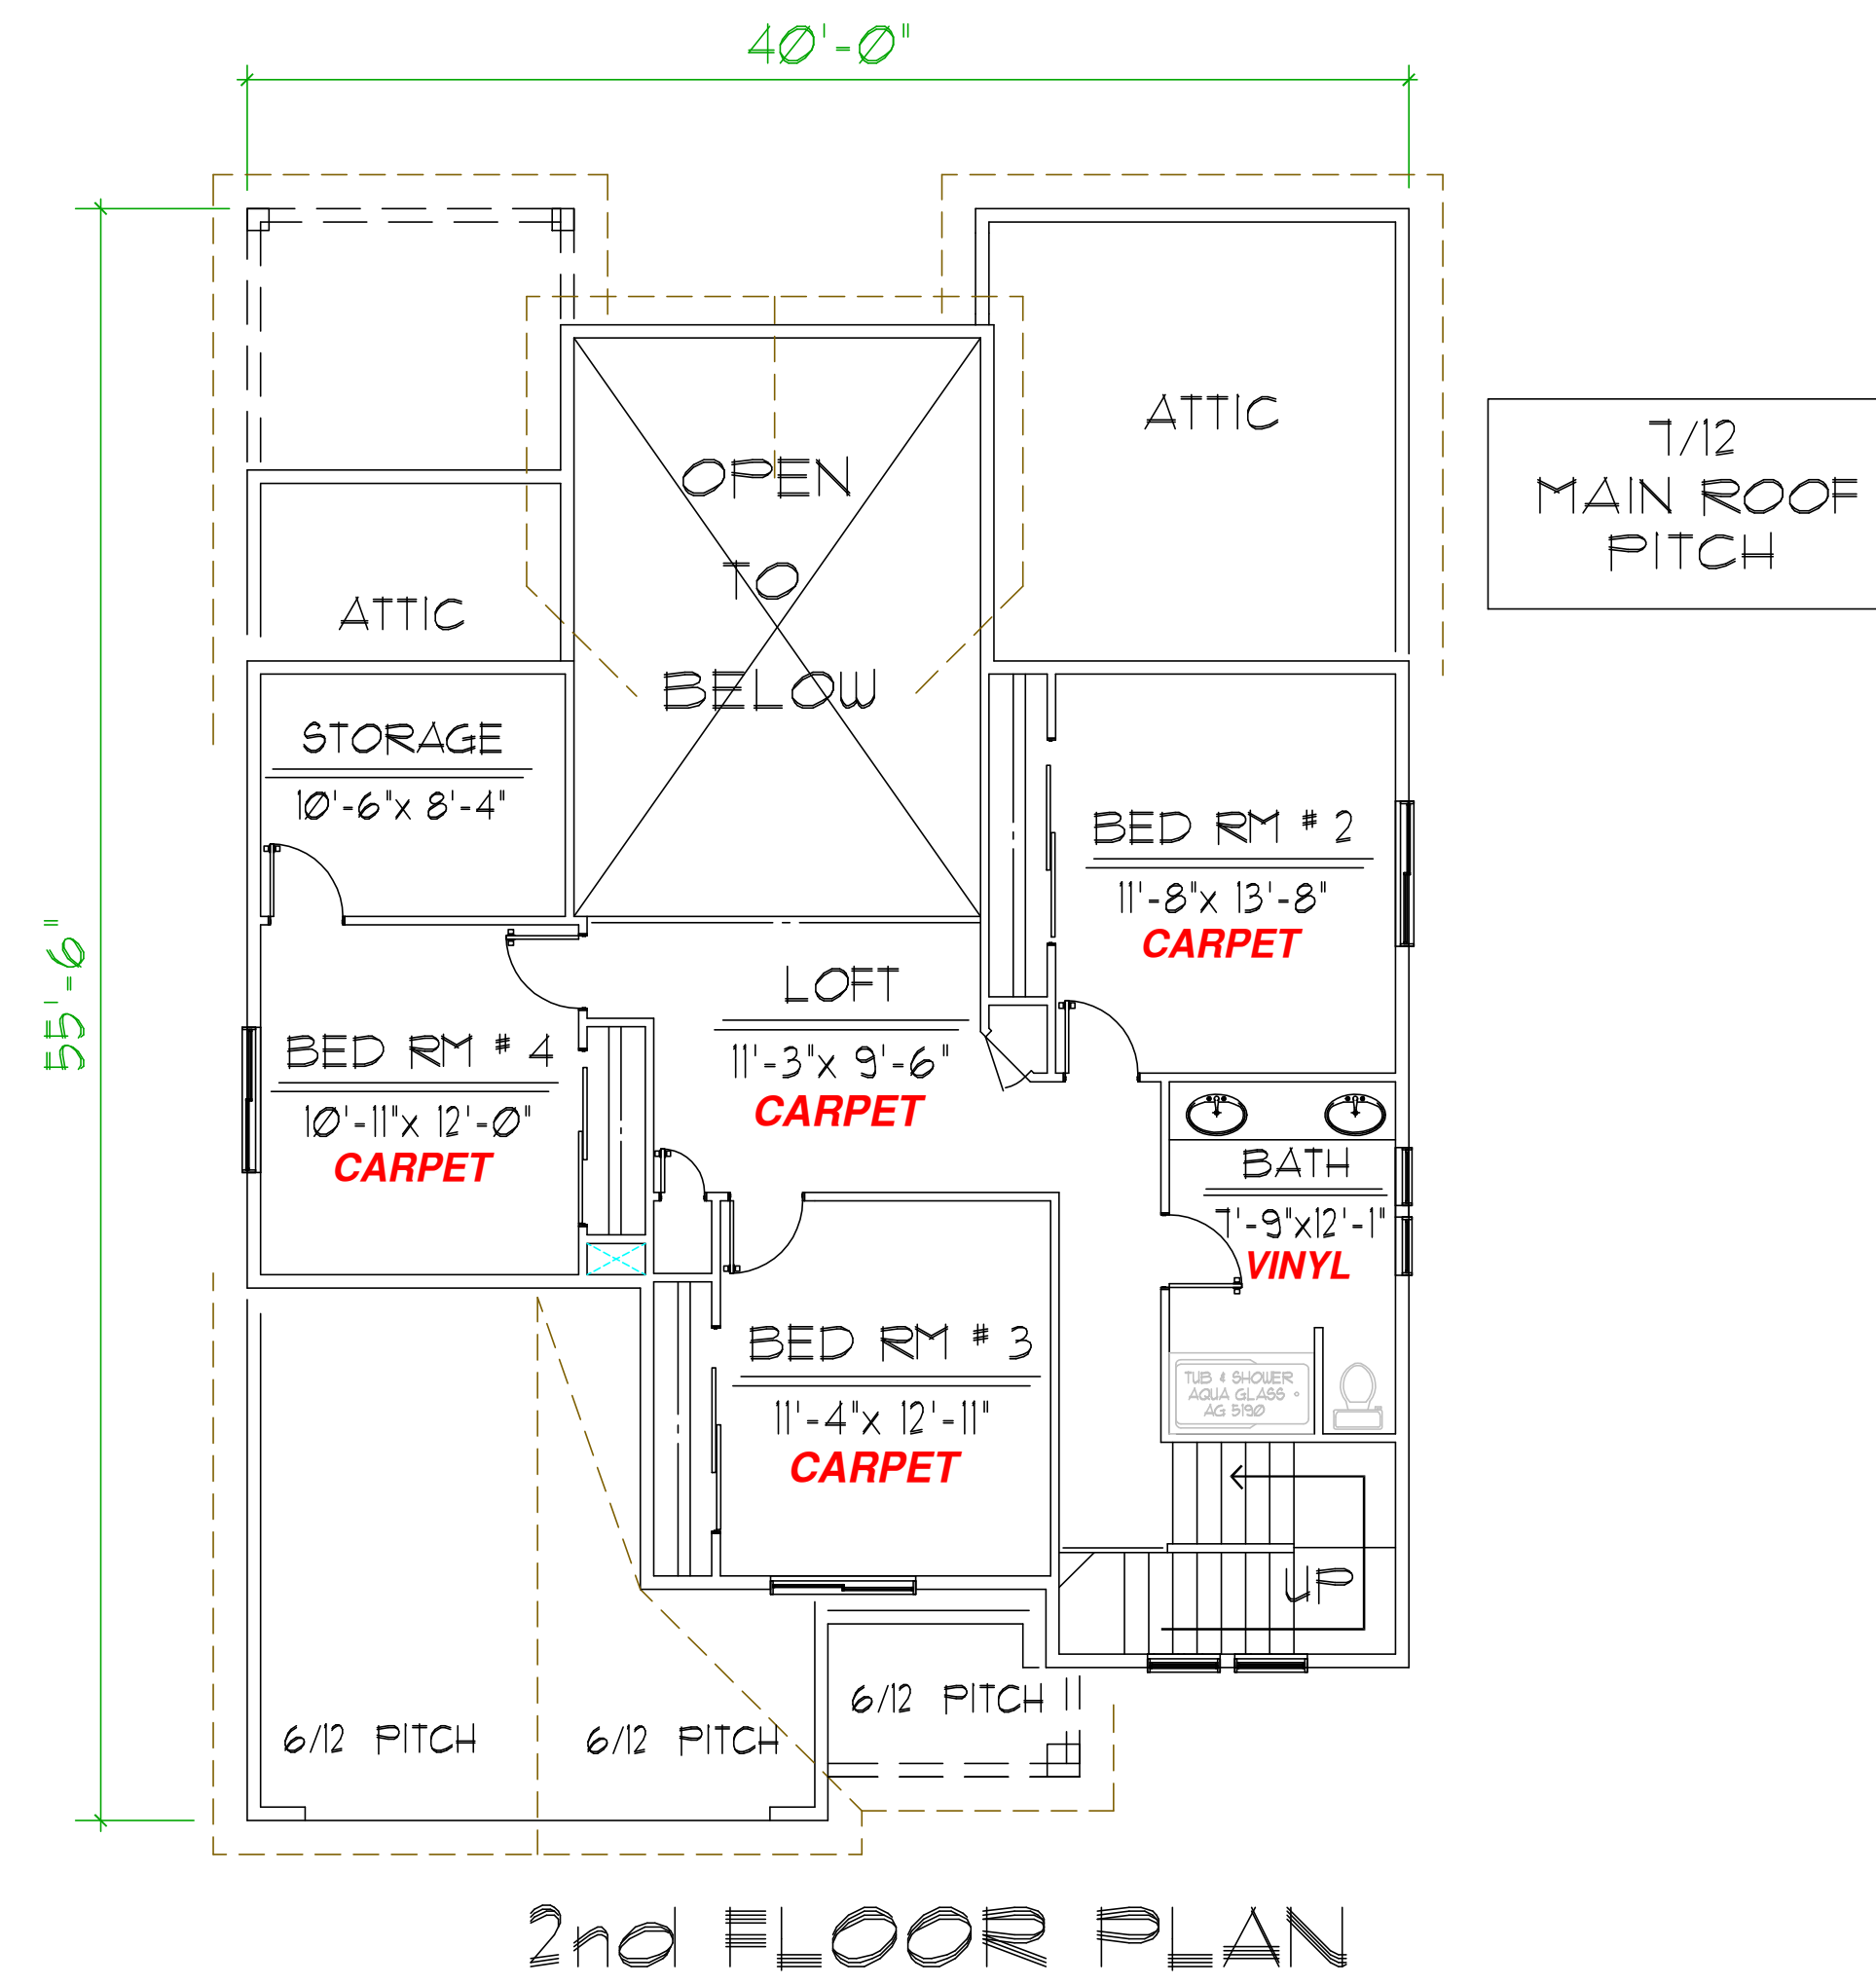 40'-0"
ATTIC
7/12
MAIN ROOF
PITCH
OPEN
TO
BELOW
ATTIC
STORAGE
10'-6"x 8'-4"
BED RM # 2
11'-8"x 13'-8"
CARPET
55'-6"
LOFT
11'-3"x 9'-6"
CARPET
BED RM # 4
10'-11"x 12'-0"
CARPET
BATH
7'-9"x12'-1"
VINYL
BED RM # 3
11'-4"x 12'-11"
CARPET
TUB & SHOWER
AQUA GLASS
AG 5190
UP
6/12 PITCH
6/12 PITCH
6/12 PITCH
2nd FLOOR PLAN